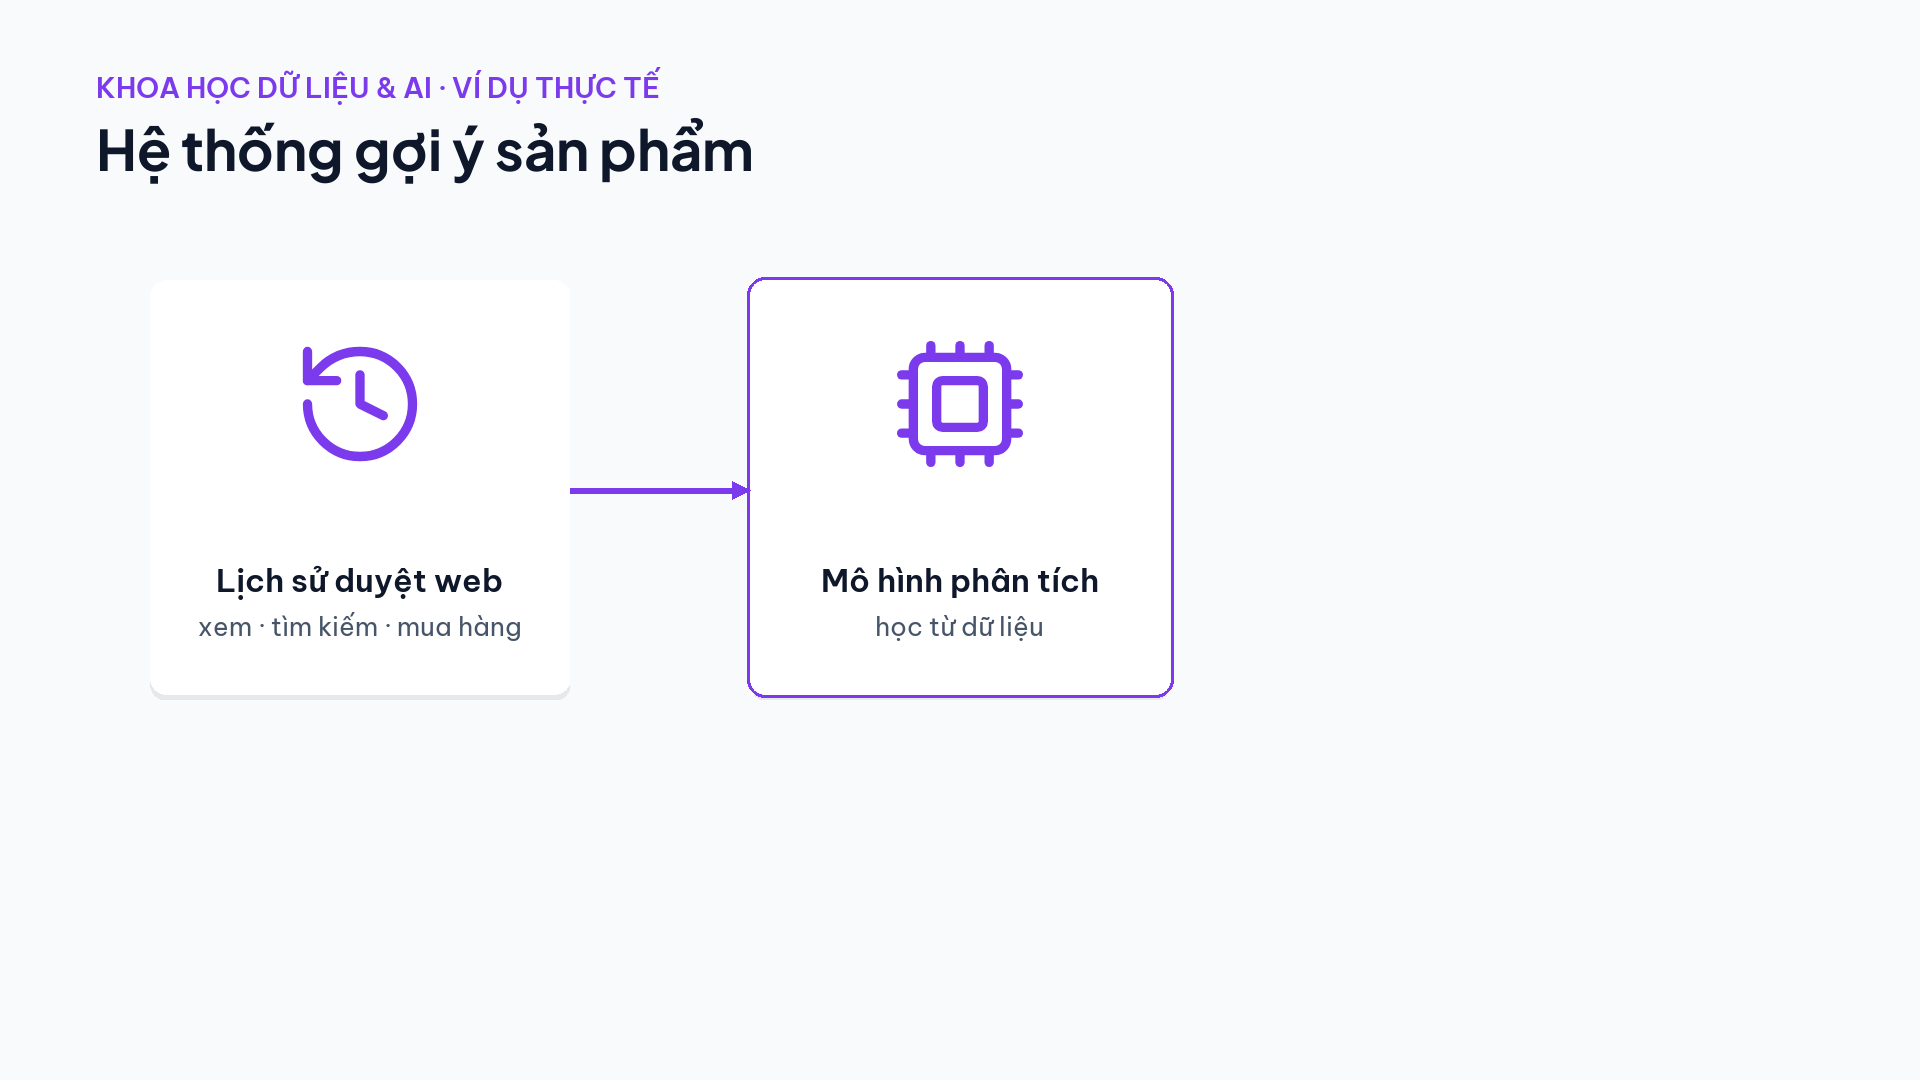 KHOA HỌC DỮ LIỆU & AI · VÍ DỤ THỰC TẾ
Hệ thống gợi ý sản phẩm
Lịch sử duyệt web
xem · tìm kiếm · mua hàng
Mô hình phân tích
học từ dữ liệu